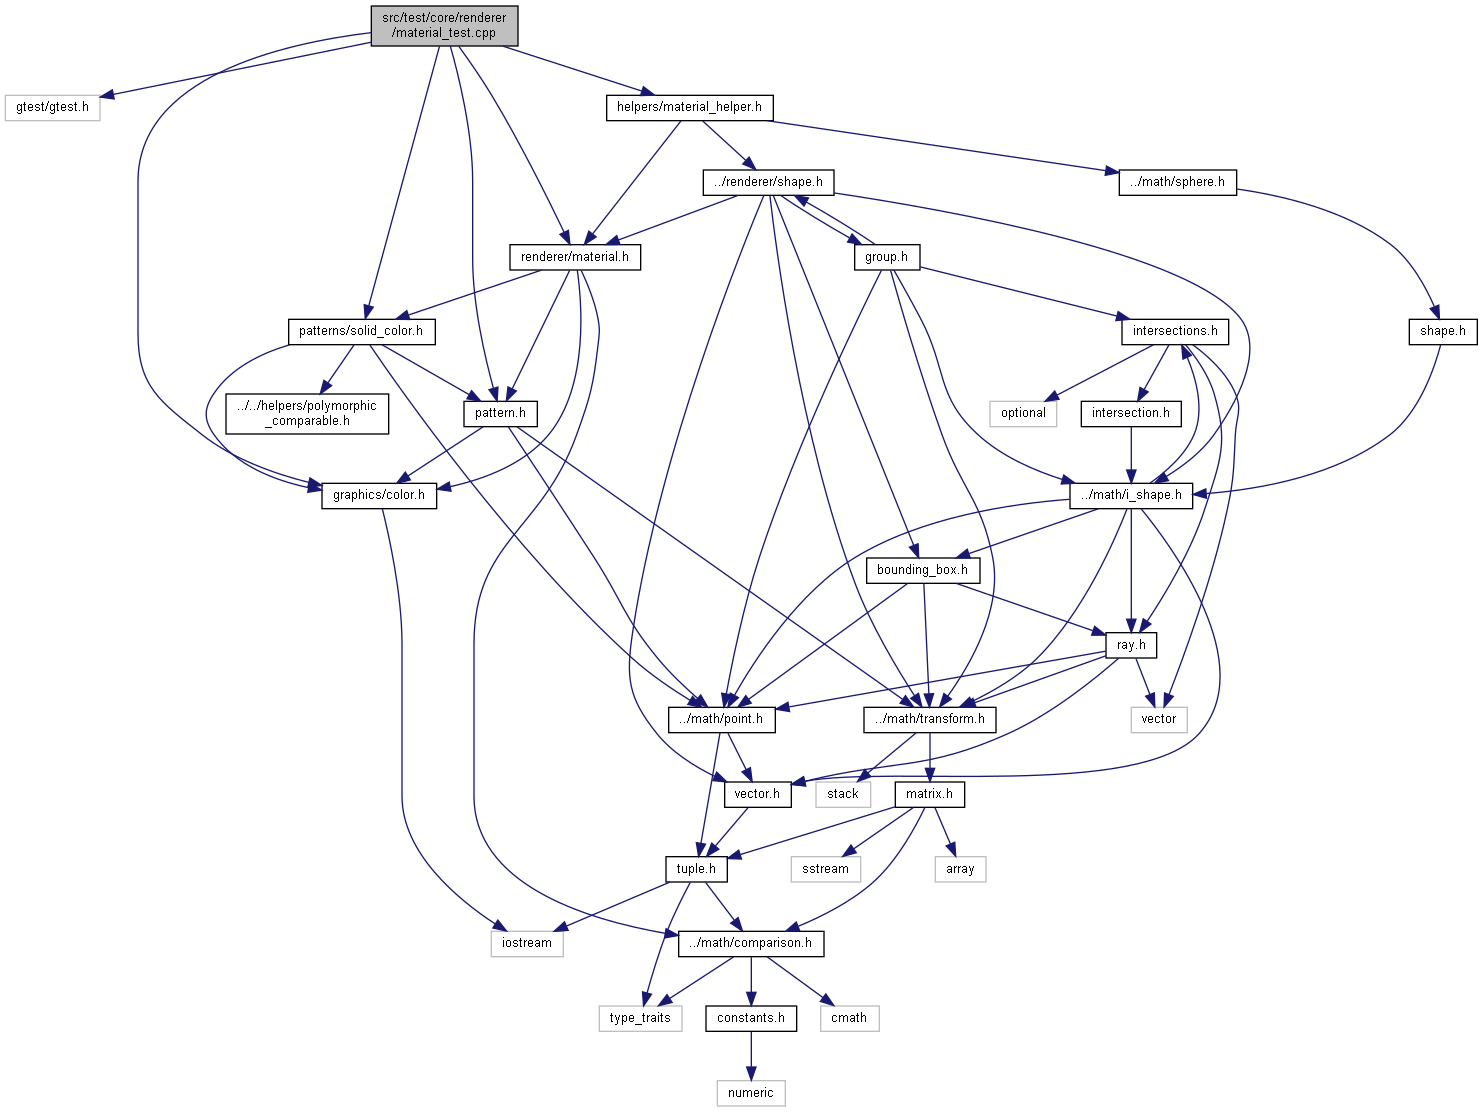 src/test/core/renderer
/material_test.cpp
gtest/gtest.h
helpers/material_helper.h
../renderer/shape.h
../math/sphere.h
renderer/material.h
group.h
patterns/solid_color.h
intersections.h
shape.h
../../helpers/polymorphic
_comparable.h
pattern.h
optional
intersection.h
graphics/color.h
../math/i_shape.h
bounding_box.h
ray.h
../math/point.h
../math/transform.h
vector
vector.h
stack
matrix.h
tuple.h
sstream
array
iostream
../math/comparison.h
type_traits
constants.h
cmath
numeric